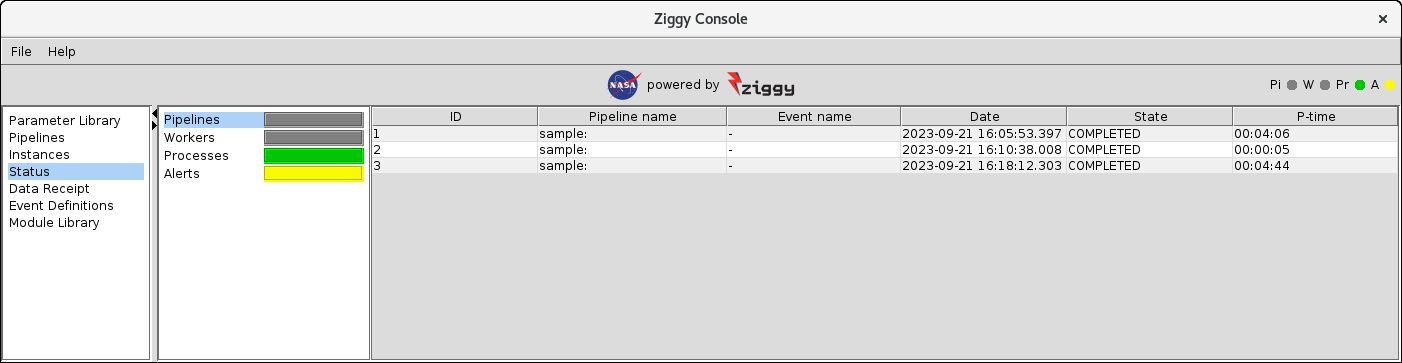 Ziggy Console
×
File Help
NASA powered by ziggy
Pi W Pr A
Parameter Library
Pipelines
Instances
Status
Data Receipt
Event Definitions
Module Library
Pipelines
Workers
Processes
Alerts
ID Pipeline name Event name Date State P-time
1 sample: - 2023-09-21 16:05:53.397 COMPLETED 00:04:06
2 sample: - 2023-09-21 16:10:38.008 COMPLETED 00:00:05
3 sample: - 2023-09-21 16:18:12.303 COMPLETED 00:04:44